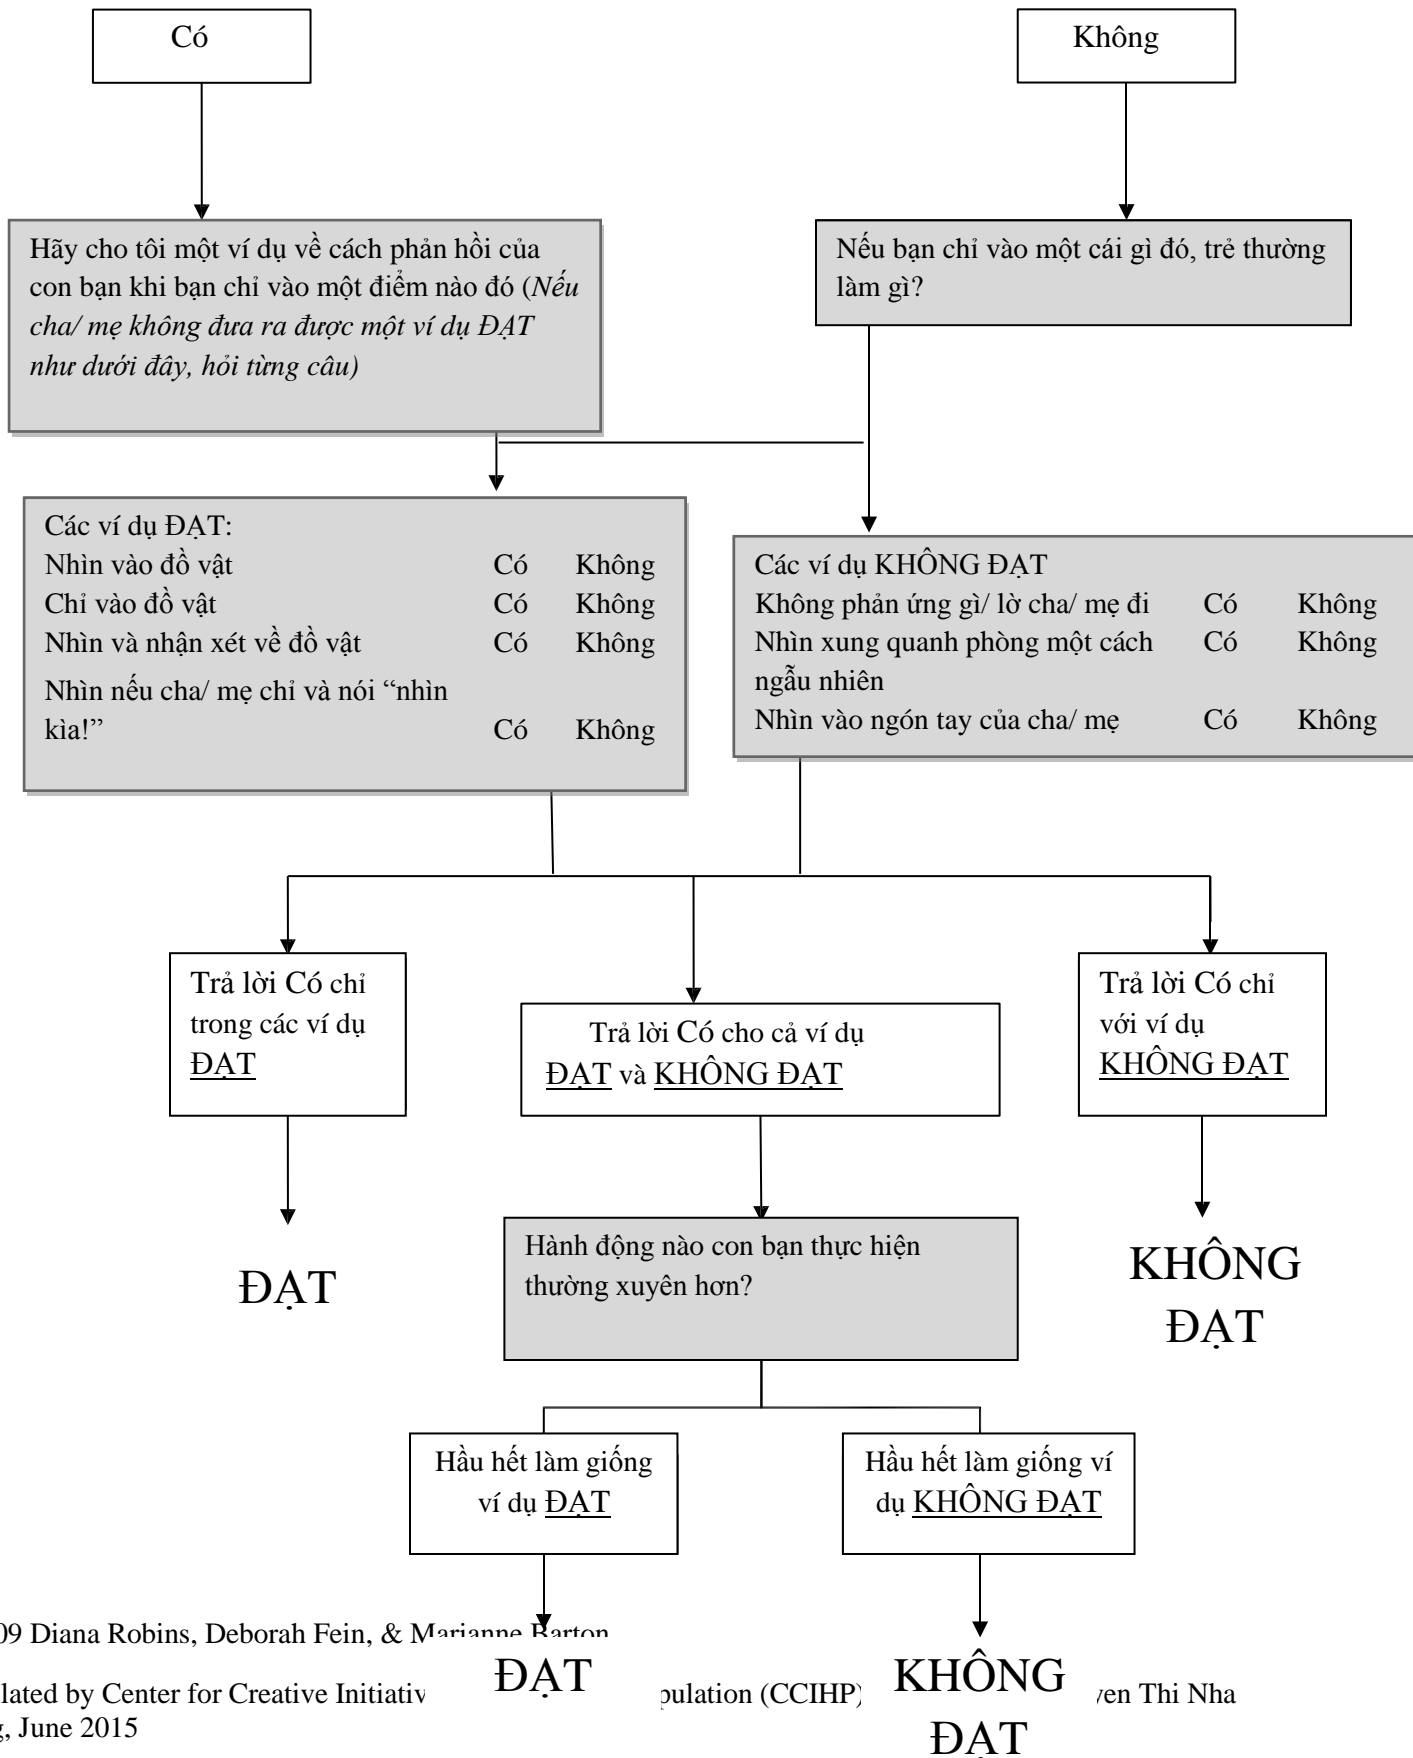 Có
Không
Hãy cho tôi một ví dụ về cách phản hồi của
con bạn khi bạn chỉ vào một điểm nào đó (Nếu
cha/ mẹ không đưa ra được một ví dụ ĐẠT
như dưới đây, hỏi từng câu)
Nếu bạn chỉ vào một cái gì đó, trẻ thường
làm gì?
Các ví dụ ĐẠT:
Nhìn vào đồ vật Có Không
Chỉ vào đồ vật Có Không
Nhìn và nhận xét về đồ vật Có Không
Nhìn nếu cha/ mẹ chỉ và nói “nhìn
kìa!” Có Không
Các ví dụ KHÔNG ĐẠT
Không phản ứng gì/ lờ cha/ mẹ đi Có Không
Nhìn xung quanh phòng một cách Có Không
ngẫu nhiên
Nhìn vào ngón tay của cha/ mẹ Có Không
Trả lời Có chỉ
trong các ví dụ
ĐẠT
Trả lời Có cho cả ví dụ
ĐẠT và KHÔNG ĐẠT
Trả lời Có chỉ
với ví dụ
KHÔNG ĐẠT
ĐẠT
Hành động nào con bạn thực hiện
thường xuyên hơn?
KHÔNG
ĐẠT
Hầu hết làm giống
ví dụ ĐẠT
Hầu hết làm giống ví
dụ KHÔNG ĐẠT
09 Diana Robins, Deborah Fein, & Marianne Barton
ĐẠT
KHÔNG
ĐẠT
lated by Center for Creative Initiativ pulation (CCIHP) yen Thi Nha
g, June 2015